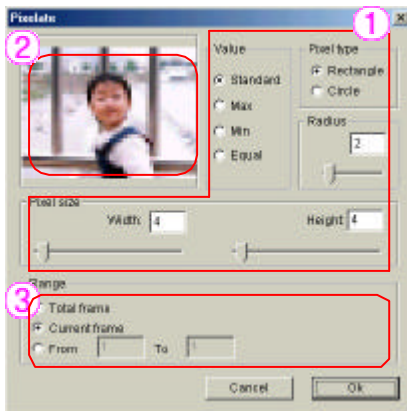 Pixelate
1
2
Value
Standard
Max
Min
Equal
Pixel type
Rectangle
Circle
Radius
2
Pixel size
Width: 4
Height: 4
Range
3
Total frame
Current frame
From 1 To 1
Cancel
Ok